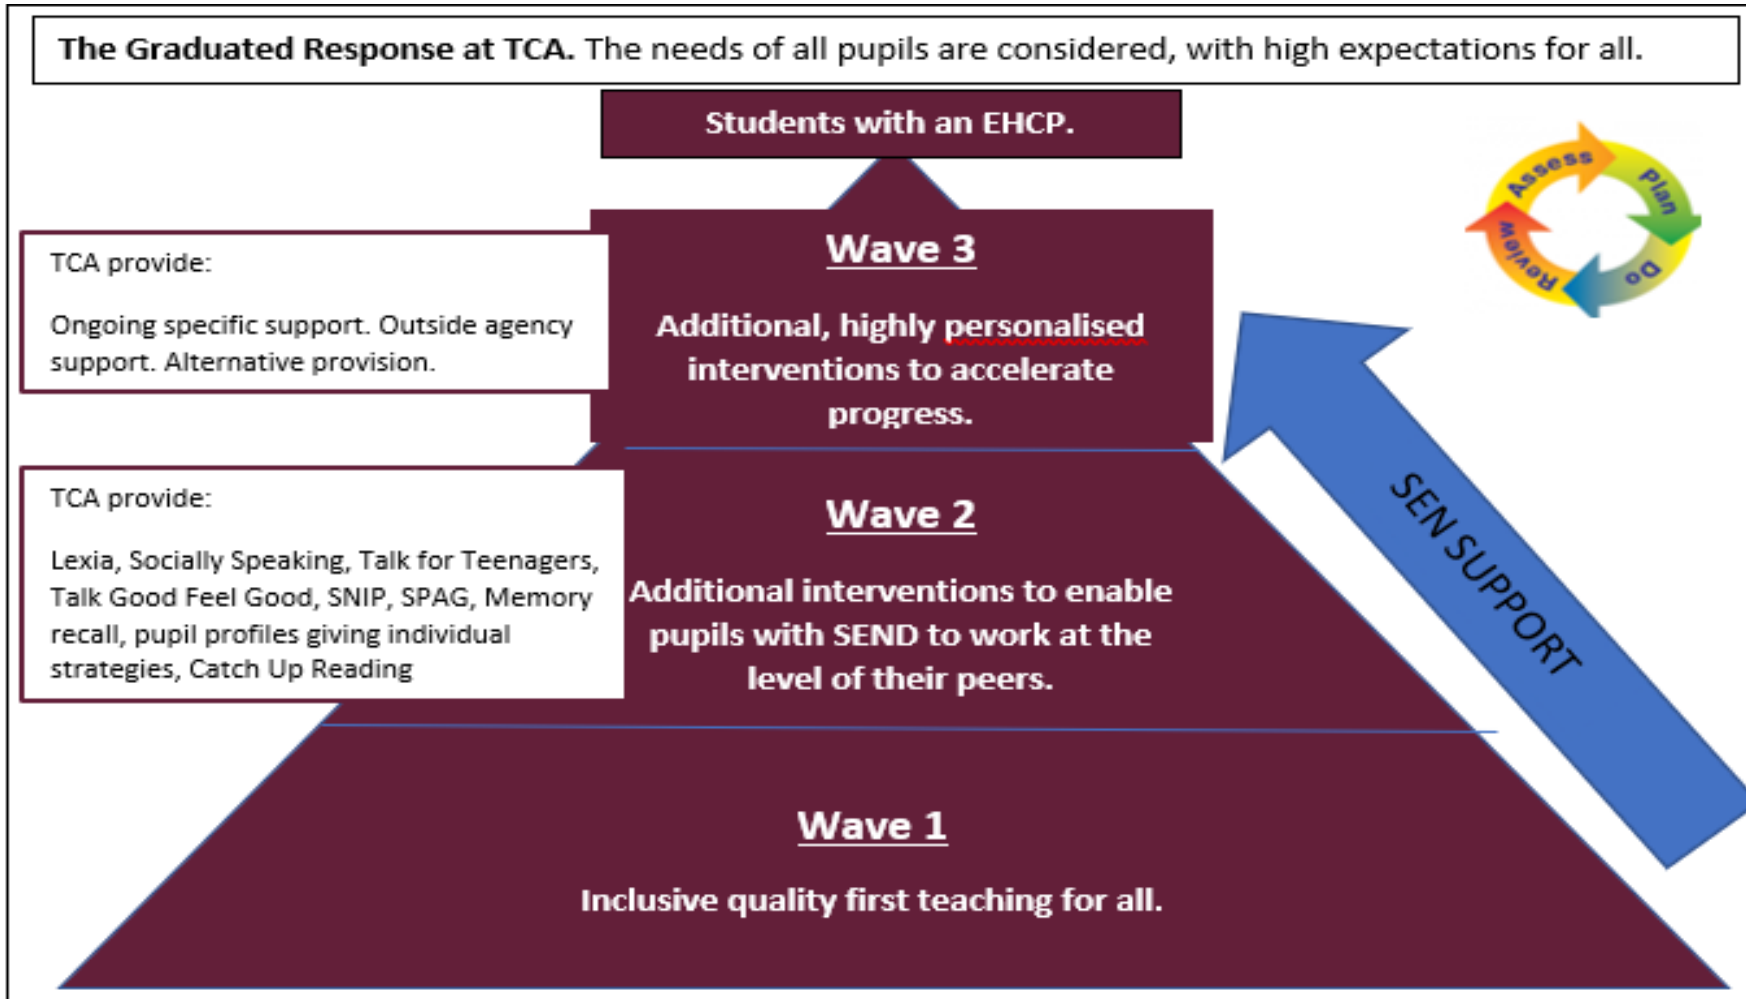 The Graduated Response at TCA. The needs of all pupils are considered, with high expectations for all.
Students with an EHCP.
Assess
Plan
Do
Review
TCA provide:
Ongoing specific support. Outside agency
support. Alternative provision.
Wave 3
Additional, highly personalised
interventions to accelerate
progress.
TCA provide:
Lexia, Socially Speaking, Talk for Teenagers,
Talk Good Feel Good, SNIP, SPAG, Memory
recall, pupil profiles giving individual
strategies, Catch Up Reading
Wave 2
Additional interventions to enable
pupils with SEND to work at the
level of their peers.
SEN SUPPORT
Wave 1
Inclusive quality first teaching for all.